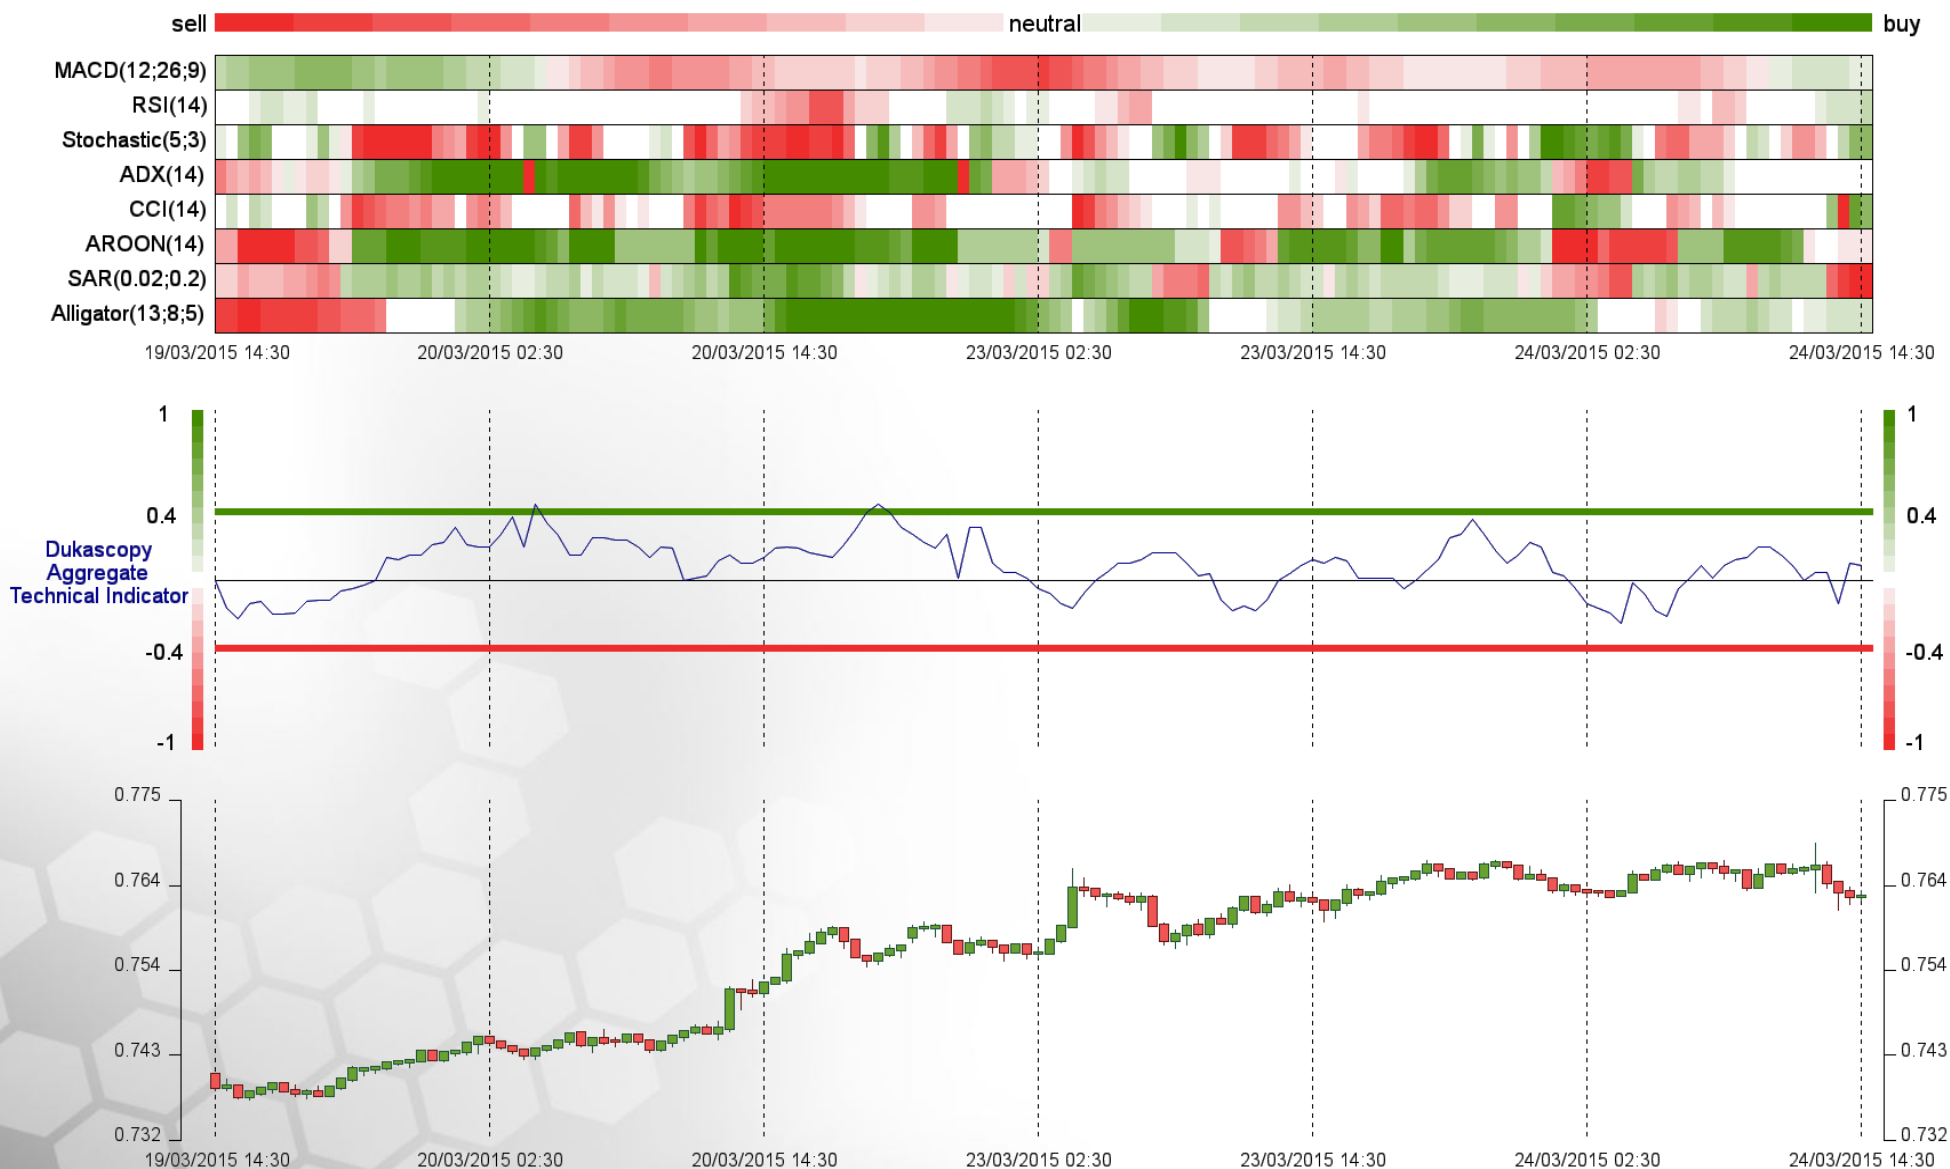 sell neutral buy
MACD(12;26;9)
RSI(14)
Stochastic(5;3)
ADX(14)
CCI(14)
AROON(14)
SAR(0.02;0.2)
Alligator(13;8;5)
19/03/2015 14:30 20/03/2015 02:30 20/03/2015 14:30 23/03/2015 02:30 23/03/2015 14:30 24/03/2015 02:30 24/03/2015 14:30
1 1
0.4 0.4
Dukascopy
Aggregate
Technical Indicator
-0.4 -0.4
-1 -1
0.775 0.775
0.764 0.764
0.754 0.754
0.743 0.743
0.732 0.732
19/03/2015 14:30 20/03/2015 02:30 20/03/2015 14:30 23/03/2015 02:30 23/03/2015 14:30 24/03/2015 02:30 24/03/2015 14:30